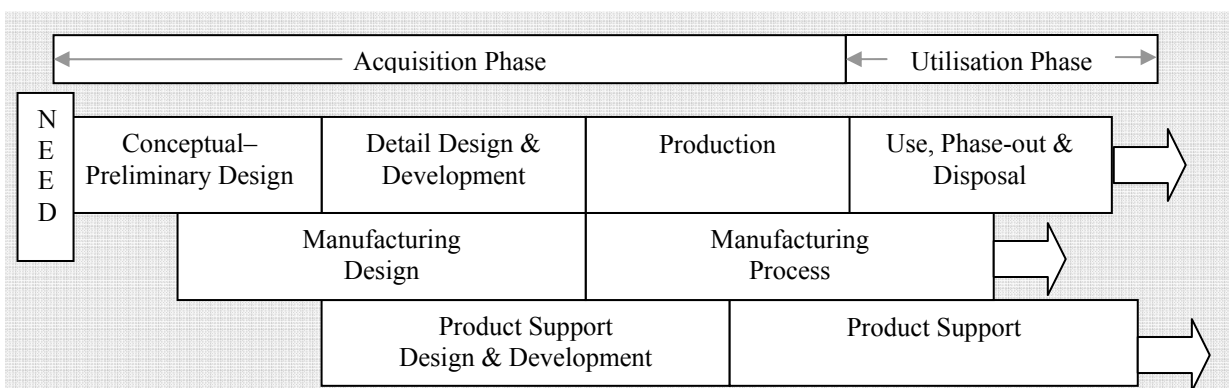 Acquisition Phase
Utilisation Phase
N
E
E
D
Conceptual–
Preliminary Design
Detail Design &
Development
Production
Use, Phase-out &
Disposal
Manufacturing
Design
Manufacturing
Process
Product Support
Design & Development
Product Support